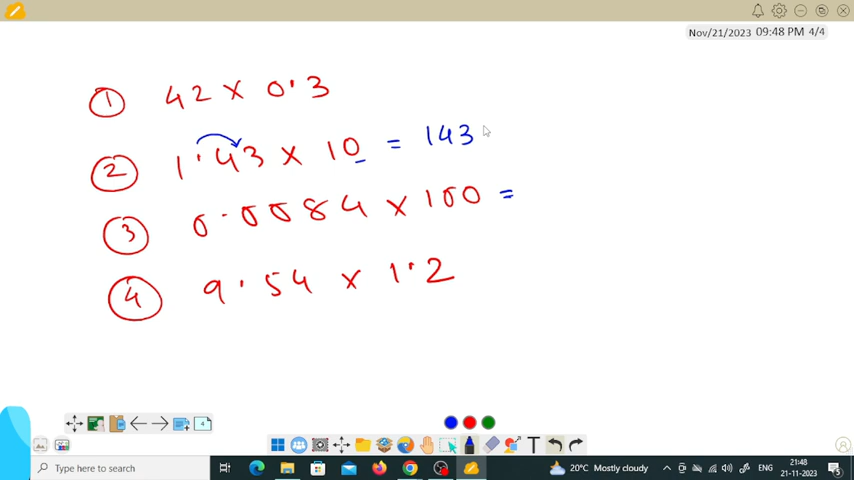 Nov/21/2023 09:48 PM 4/4
① 42 × 0.3
② 1.43 × 10 = 143
③ 0.0084 × 100 =
④ 9.54 × 1.2
4
T
Type here to search
20°C Mostly cloudy
ENG
21:48
21-11-2023
5